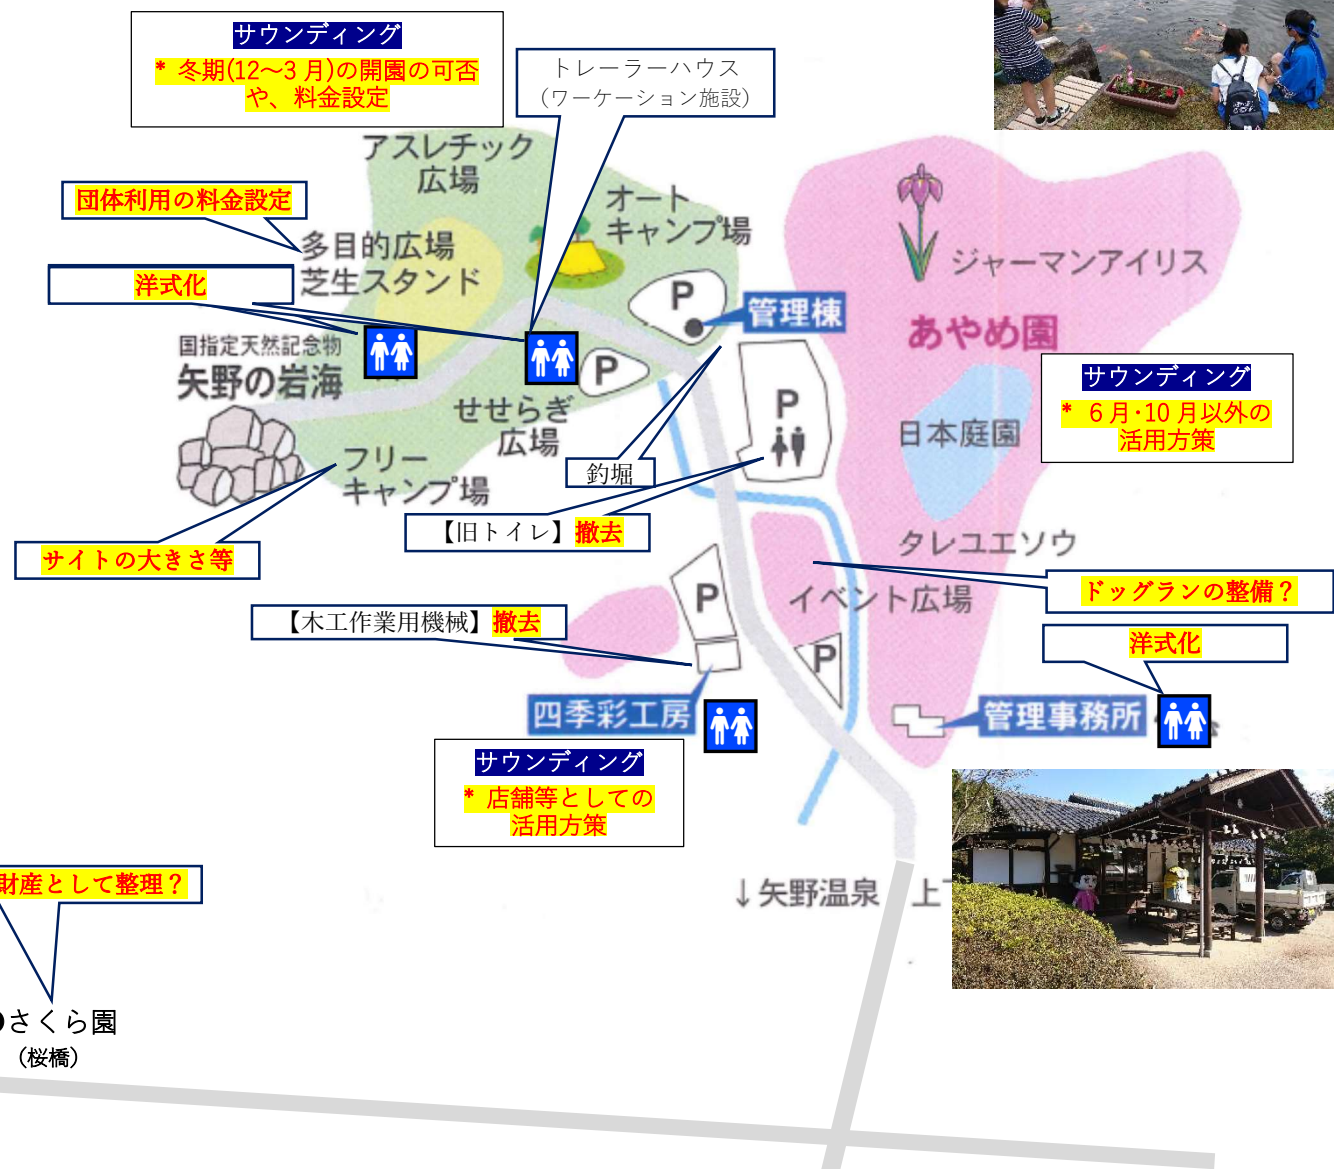 サウンディング
* 冬期(12～3月)の開園の可否
や、料金設定
トレーラーハウス
（ワーケーション施設）
アスレチック
広場
団体利用の料金設定
オート
キャンプ場
多目的広場
芝生スタンド
ジャーマンアイリス
洋式化
P
管理棟
あやめ園
国指定天然記念物
矢野の岩海
P
サウンディング
* 6月･10月以外の
活用方策
P
せせらぎ
広場
日本庭園
フリー
キャンプ場
釣堀
【旧トイレ】撤去
サイトの大きさ等
タレユエソウ
ドッグランの整備？
イベント広場
P
【木工作業用機械】撤去
洋式化
P
四季彩工房
管理事務所
サウンディング
* 店舗等としての
活用方策
財産として整理？
↓矢野温泉
上
さくら園
（桜橋）